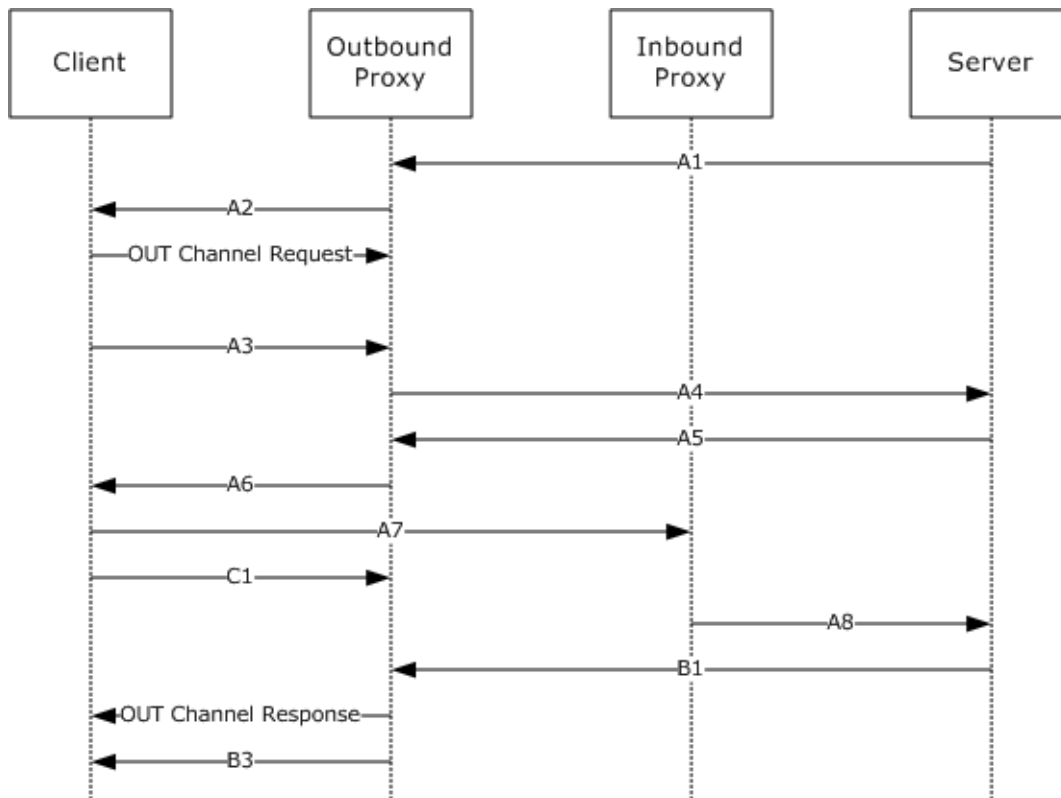 Client
Outbound
Proxy
Inbound
Proxy
Server
A1
A2
OUT Channel Request
A3
A4
A5
A6
A7
C1
A8
B1
OUT Channel Response
B3